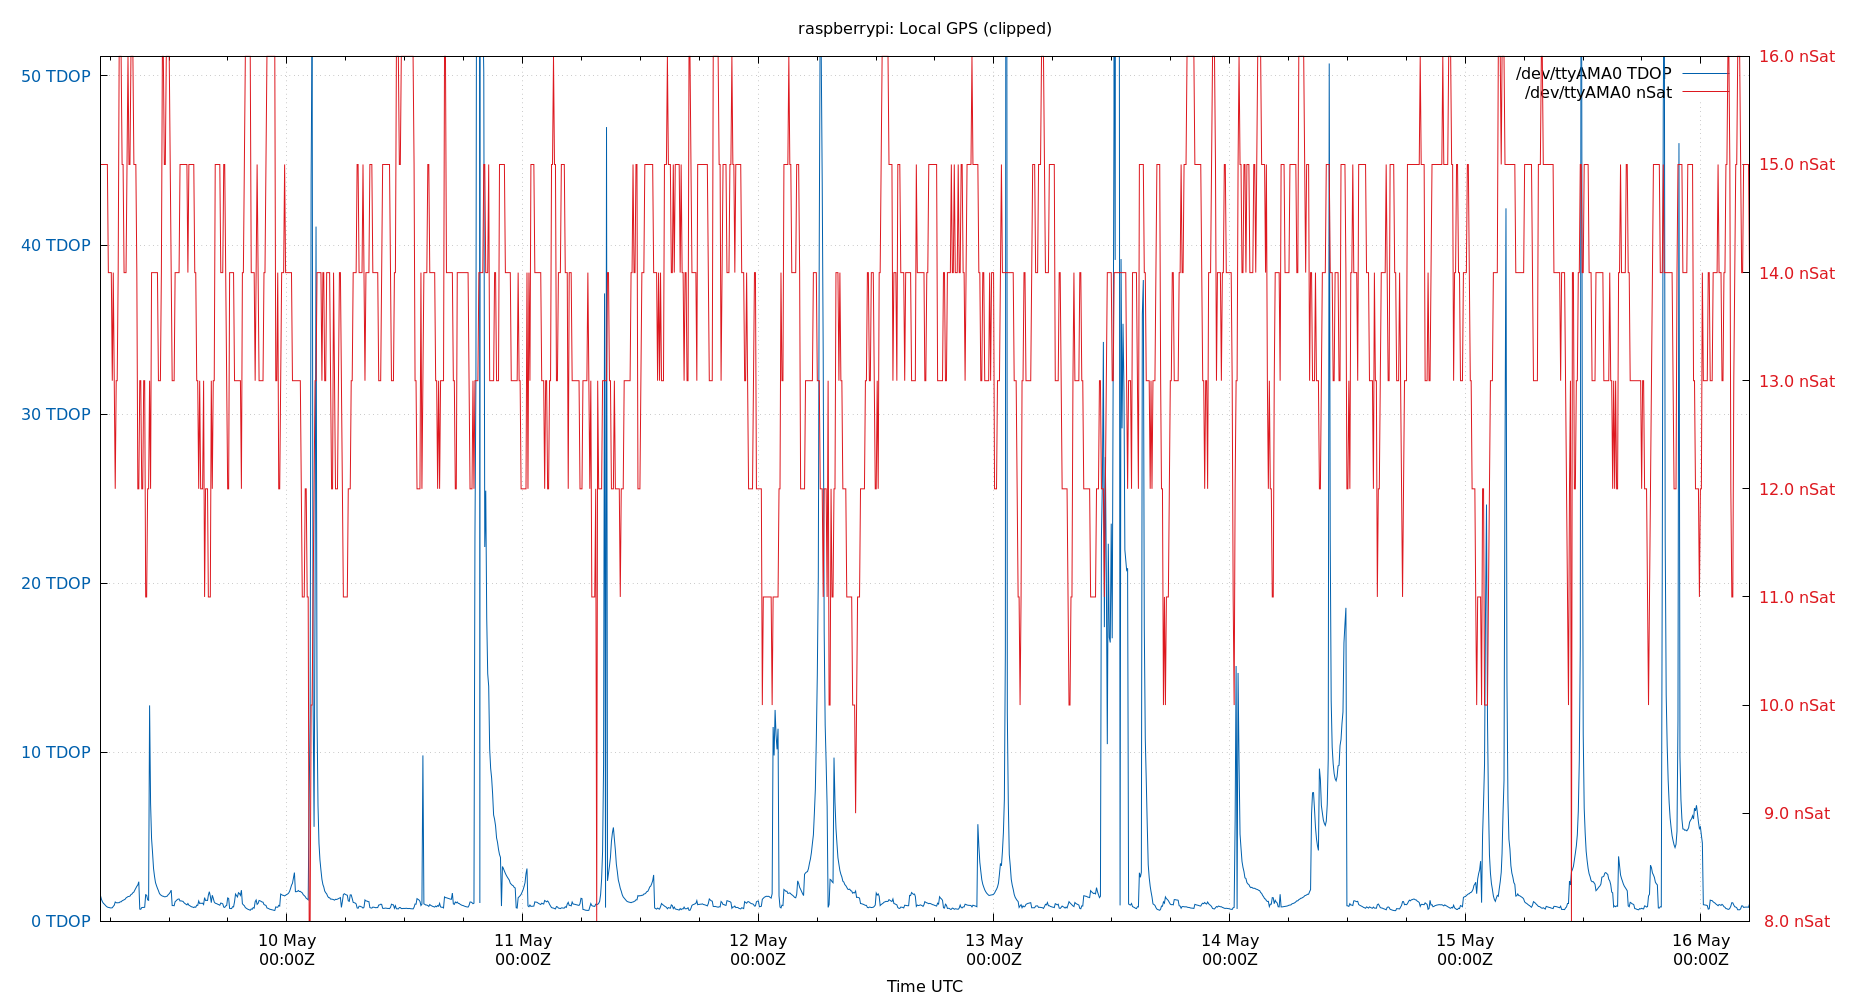 raspberrypi: Local GPS (clipped)
50 TDOP
40 TDOP
30 TDOP
20 TDOP
10 TDOP
0 TDOP
16.0 nSat
15.0 nSat
14.0 nSat
13.0 nSat
12.0 nSat
11.0 nSat
10.0 nSat
9.0 nSat
8.0 nSat
/dev/ttyAMA0 TDOP
/dev/ttyAMA0 nSat
10 May
00:00Z
11 May
00:00Z
12 May
00:00Z
13 May
00:00Z
14 May
00:00Z
15 May
00:00Z
16 May
00:00Z
Time UTC